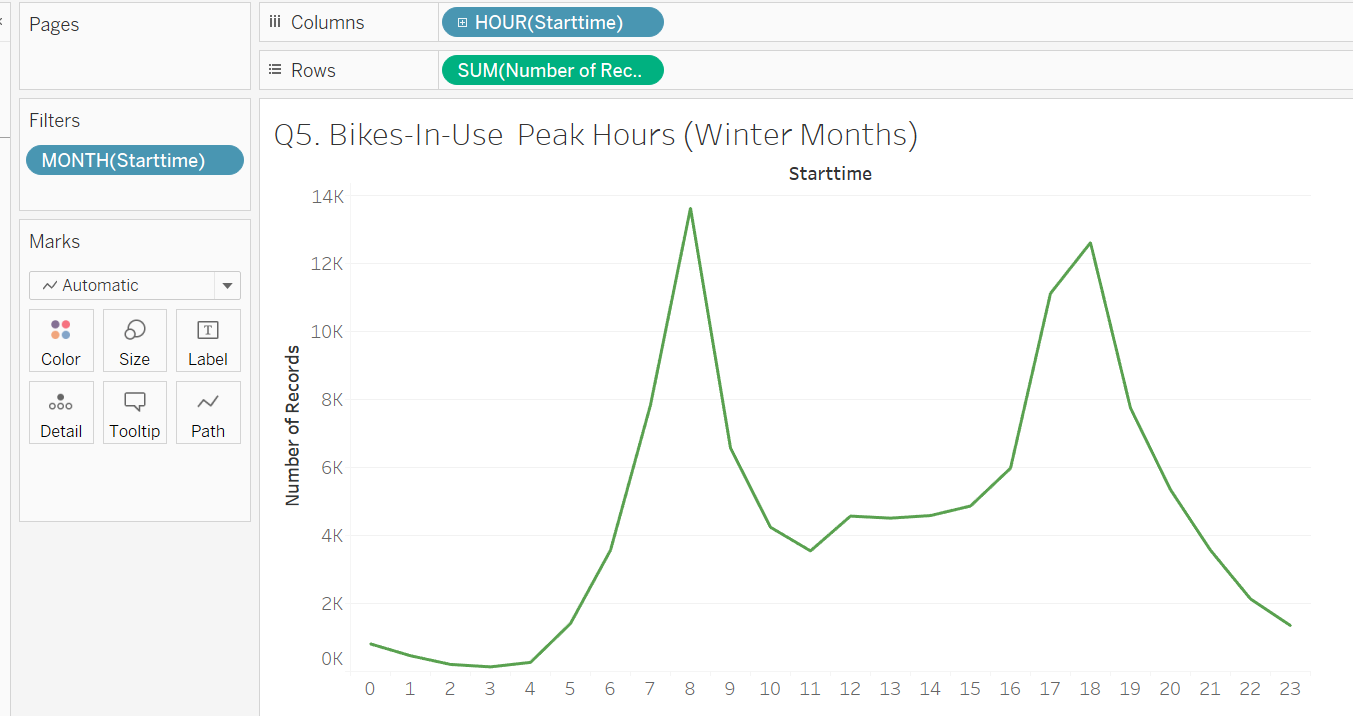 Pages
Columns
HOUR(Starttime)
Rows
SUM(Number of Rec..
Filters
MONTH(Starttime)
Marks
Automatic
Color Size Label
Detail Tooltip Path
Q5. Bikes-In-Use  Peak Hours (Winter Months)
Starttime
14K
12K
10K
8K
6K
4K
2K
0K
Number of Records
0 1 2 3 4 5 6 7 8 9 10 11 12 13 14 15 16 17 18 19 20 21 22 23